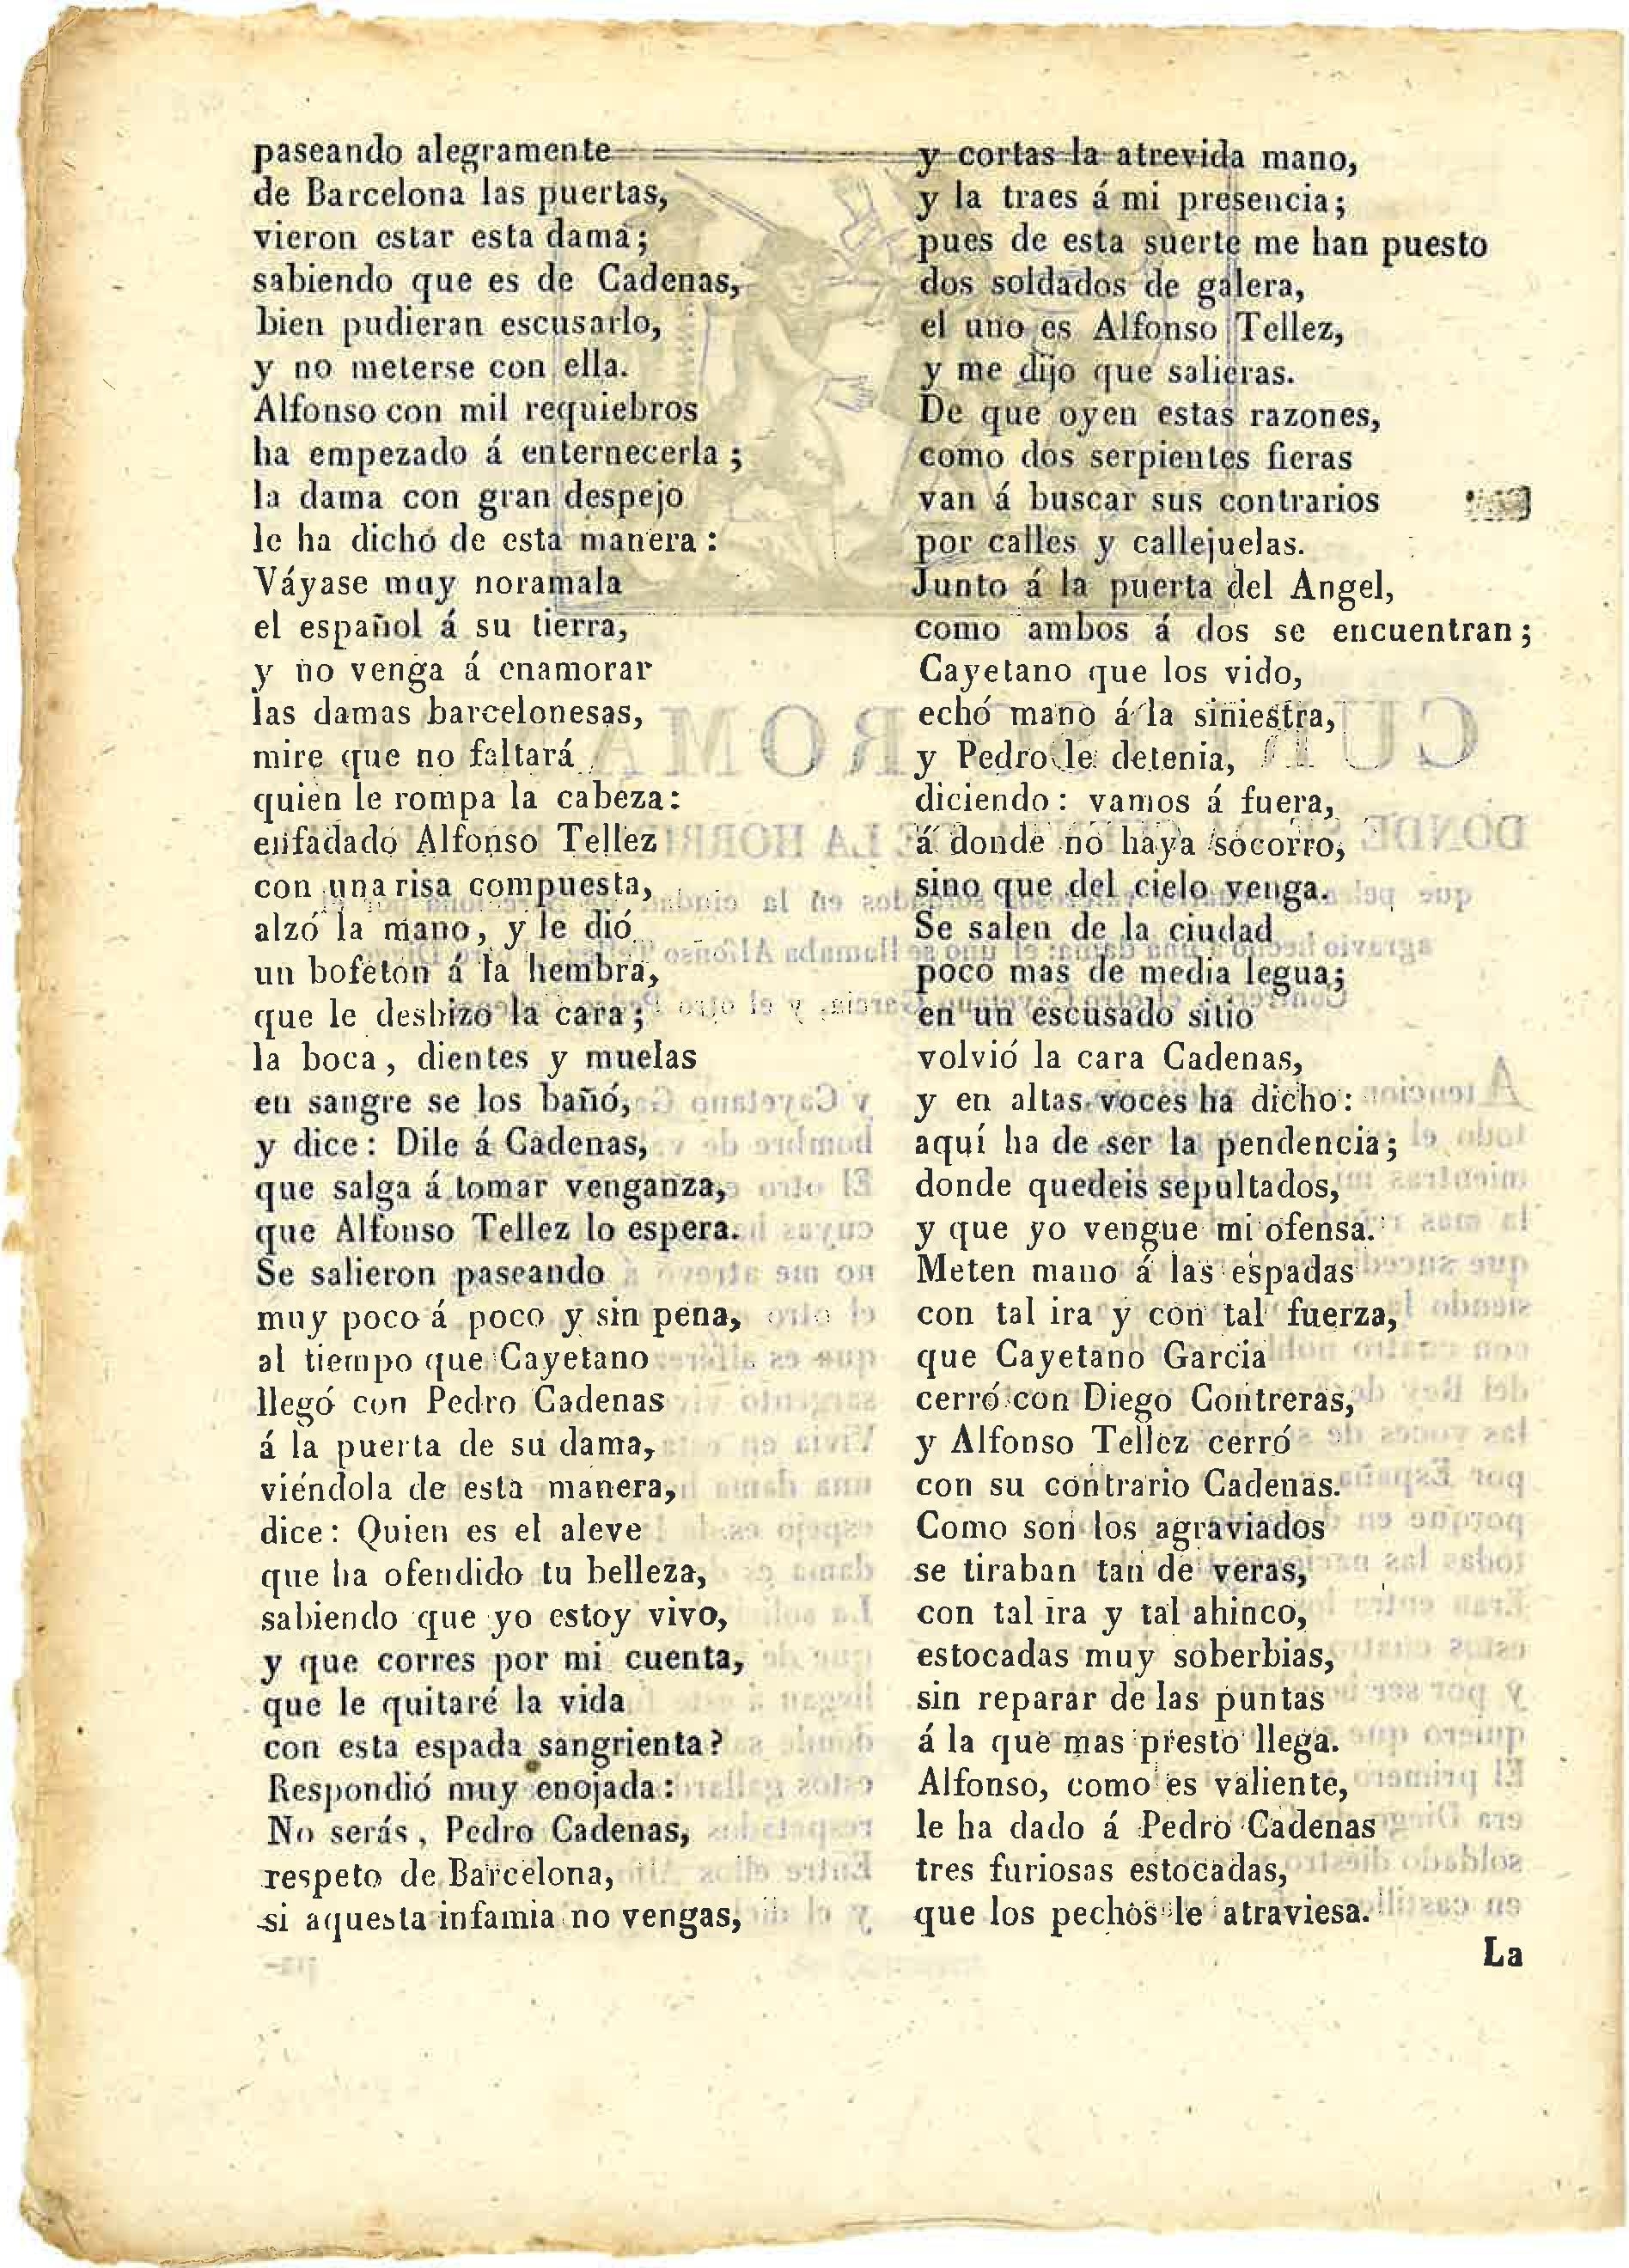 paseando alegramente
de Barcelona las puertas,
vieron estar esta dama;
sabiendo que es de Cadenas,
bien pudieran escusarlo,
y no meterse con ella.
Alfonso con mil requiebros
ha empezado á enternecerla;
la dama con gran despejo
le ha dicho de esta manera:
Váyase muy noramala
el español á su tierra,
y no venga á enamorar
las damas barcelonesas,
mire que no faltará
quien le rompa la cabeza:
enfadado Alfonso Tellez
con una risa compuesta,
alzó la mano, y le dió
un bofeton á la hembra,
que le deshizo la cara;
la boca, dientes y muelas
en sangre se los bañó,
y dice: Dile á Cadenas,
que salga á tomar venganza,
que Alfonso Tellez lo espera.
Se salieron paseando
muy poco á poco y sin pena,
al tiempo que Cayetano
llegó con Pedro Cadenas
á la puerta de su dama,
viéndola de esta manera,
dice: Quien es el aleve
que ha ofendido tu belleza,
sabiendo que yo estoy vivo,
y que corres por mi cuenta,
que le quitaré la vida
con esta espada sangrienta?
Respondió muy enojada:
No serás, Pedro Cadenas,
respeto de Barcelona,
si aquesta infamia no vengas,
y cortas la atrevida mano,
y la traes á mi presencia;
pues de esta suerte me han puesto
dos soldados de galera,
el uno es Alfonso Tellez,
y me dijo que salieras.
De que oyen estas razones,
como dos serpientes fieras
van á buscar sus contrarios
por calles y callejuelas.
Junto á la puerta del Angel,
como ambos á dos se encuentran;
Cayetano que los vido,
echó mano á la siniestra,
y Pedro le detenia,
diciendo: vamos á fuera,
á donde no haya socorro,
sino que del cielo venga.
Se salen de la ciudad
poco mas de media legua;
en un escusado sitio
volvió la cara Cadenas,
y en altas voces ha dicho:
aquí ha de ser la pendencia;
donde quedeis sepultados,
y que yo vengue mi ofensa.
Meten mano á las espadas
con tal ira y con tal fuerza,
que Cayetano Garcia
cerró con Diego Contreras,
y Alfonso Tellez cerró
con su contrario Cadenas.
Como son los agraviados
se tiraban tan de veras,
con tal ira y tal ahinco,
estocadas muy soberbias,
sin reparar de las puntas
á la que mas presto llega.
Alfonso, como es valiente,
le ha dado á Pedro Cadenas
tres furiosas estocadas,
que los pechos le atraviesa.
La